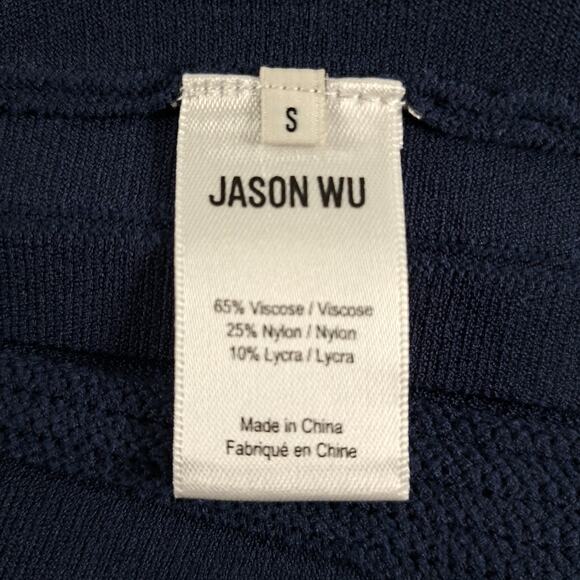 S
JASON WU
65% Viscose / Viscose
25% Nylon / Nylon
10% Lycra / Lycra
Made in China
Fabriqué en Chine